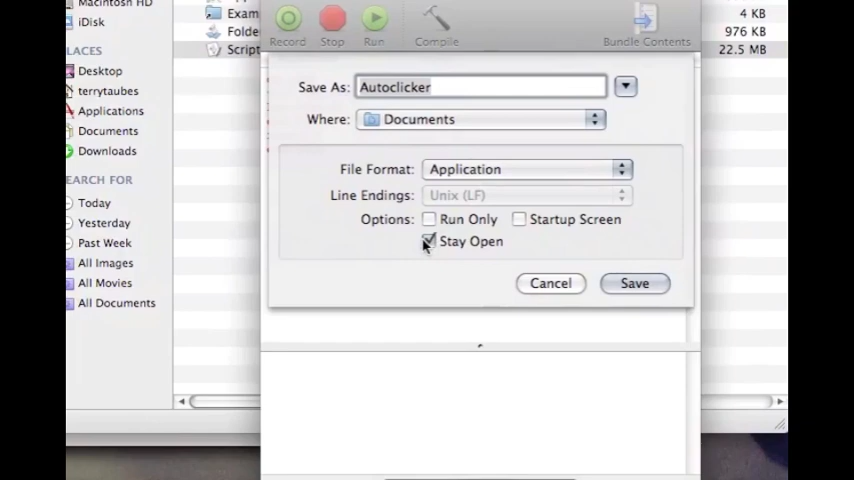 Macintosh HD
iDisk
LACES
Desktop
terrytaubes
Applications
Documents
Downloads
EARCH FOR
Today
Yesterday
Past Week
All Images
All Movies
All Documents
Exam
4 KB
Folde
976 KB
Script
22.5 MB
Record Stop Run Compile Bundle Contents
Save As: Autoclicker
Where: Documents
File Format: Application
Line Endings: Unix (LF)
Options: Run Only Startup Screen
Stay Open
Cancel Save